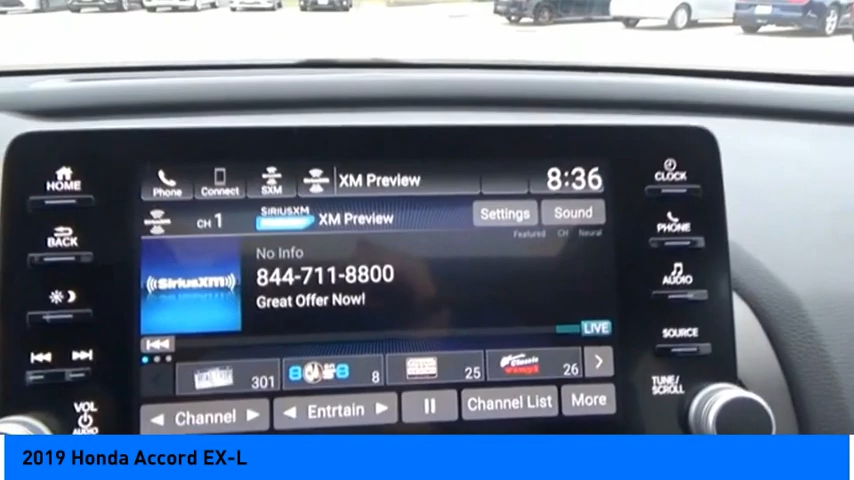 HOME
BACK
VOL
AUDIO
Phone
Connect
SXM
XM Preview
8:36
CH 1
SIRIUSXM
XM Preview
Settings
Sound
Featured CH Neural
No Info
844-711-8800
Great Offer Now!
((SiriusXM))
LIVE
301
8
25
Classic
26
Channel
Entrtain
Channel List
More
CLOCK
PHONE
AUDIO
SOURCE
TUNE/
SCROLL
2019 Honda Accord EX-L